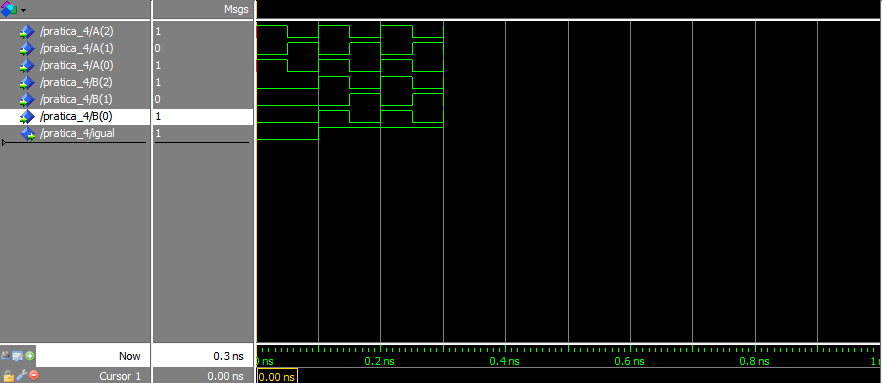 Msgs
/pratica_4/A(2) 1
/pratica_4/A(1) 0
/pratica_4/A(0) 1
/pratica_4/B(2) 1
/pratica_4/B(1) 0
/pratica_4/B(0) 1
/pratica_4/igual 1
Now 0.3 ns ns 0.2 ns 0.4 ns 0.6 ns 0.8 ns 1
Cursor 1 0.00 ns 0.00 ns